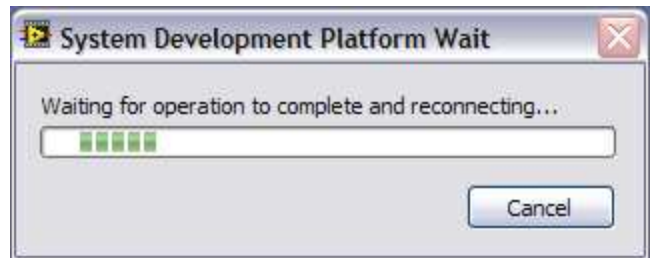 System Development Platform Wait
Waiting for operation to complete and reconnecting...
Cancel